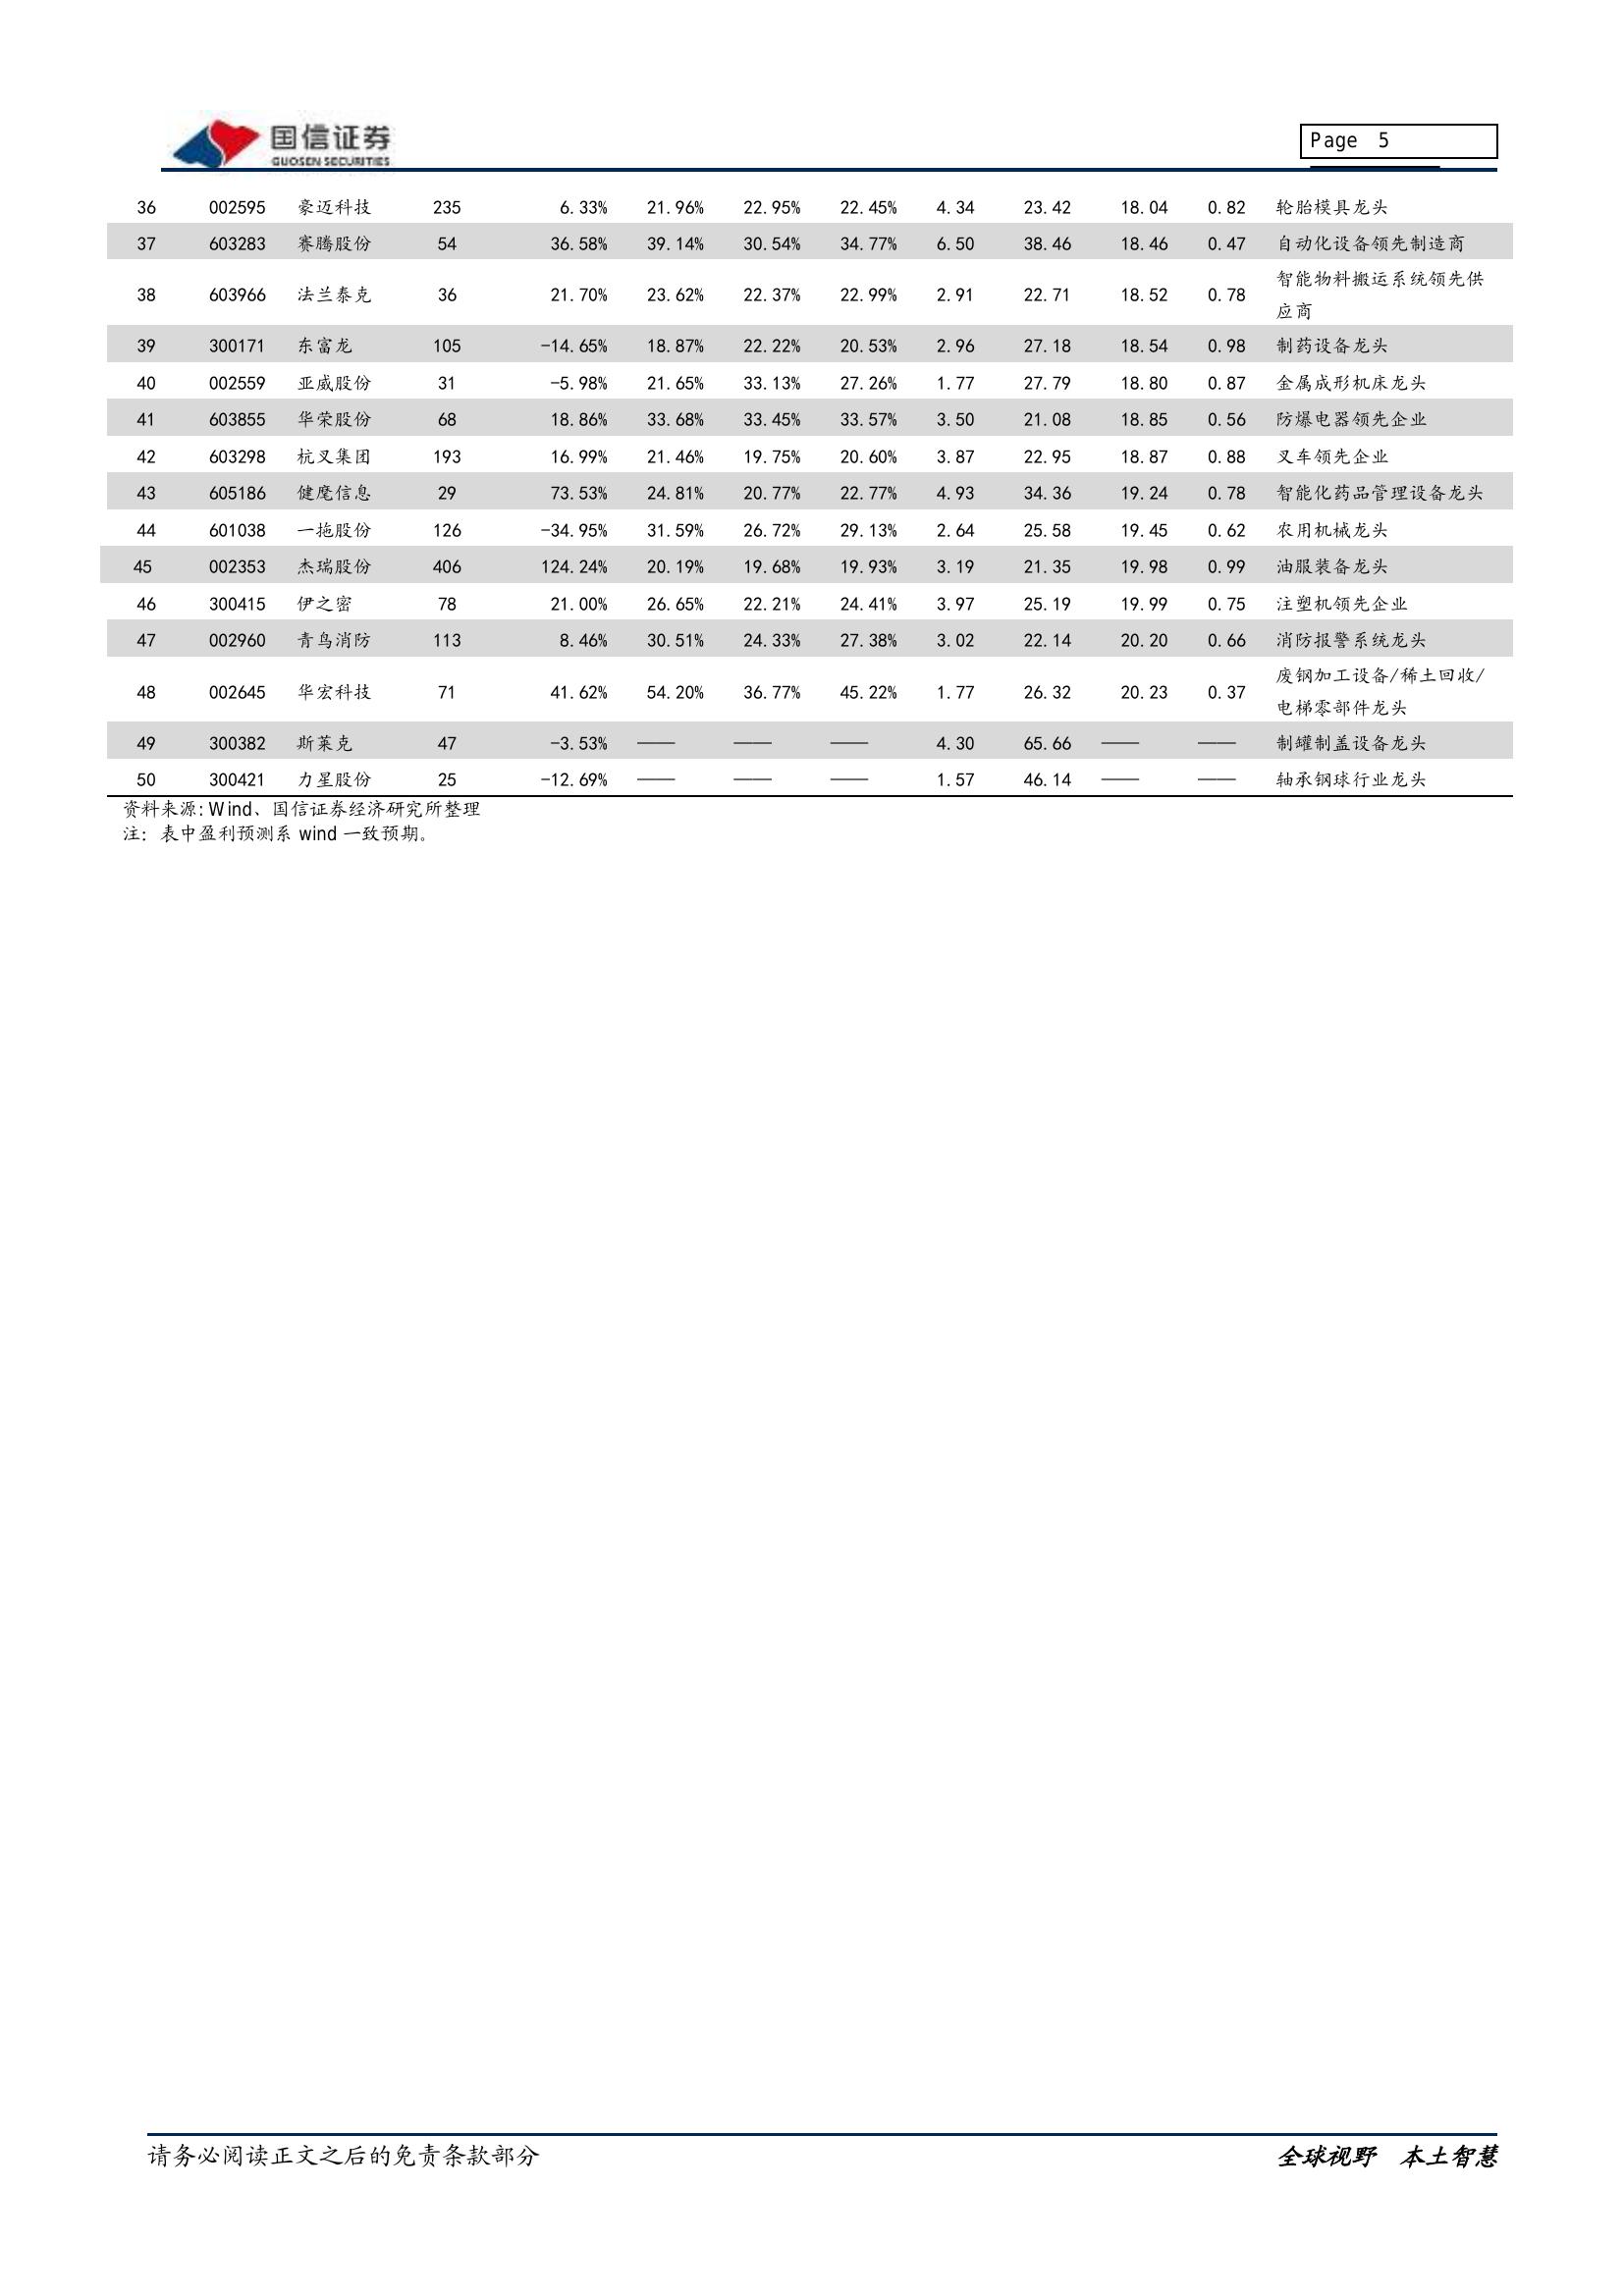 国信证券
GUOSEN SECURITIES
Page 5
36 002595 豪迈科技 235 6.33% 21.96% 22.95% 22.45% 4.34 23.42 18.04 0.82 轮胎模具龙头
37 603283 赛腾股份 54 36.58% 39.14% 30.54% 34.77% 6.50 38.46 18.46 0.47 自动化设备领先制造商
38 603966 法兰泰克 36 21.70% 23.62% 22.37% 22.99% 2.91 22.71 18.52 0.78 智能物料搬运系统领先供
应商
39 300171 东富龙 105 -14.65% 18.87% 22.22% 20.53% 2.96 27.18 18.54 0.98 制药设备龙头
40 002559 亚威股份 31 -5.98% 21.65% 33.13% 27.26% 1.77 27.79 18.80 0.87 金属成形机床龙头
41 603855 华荣股份 68 18.86% 33.68% 33.45% 33.57% 3.50 21.08 18.85 0.56 防爆电器领先企业
42 603298 杭叉集团 193 16.99% 21.46% 19.75% 20.60% 3.87 22.95 18.87 0.88 叉车领先企业
43 605186 健麾信息 29 73.53% 24.81% 20.77% 22.77% 4.93 34.36 19.24 0.78 智能化药品管理设备龙头
44 601038 一拖股份 126 -34.95% 31.59% 26.72% 29.13% 2.64 25.58 19.45 0.62 农用机械龙头
45 002353 杰瑞股份 406 124.24% 20.19% 19.68% 19.93% 3.19 21.35 19.98 0.99 油服装备龙头
46 300415 伊之密 78 21.00% 26.65% 22.21% 24.41% 3.97 25.19 19.99 0.75 注塑机领先企业
47 002960 青鸟消防 113 8.46% 30.51% 24.33% 27.38% 3.02 22.14 20.20 0.66 消防报警系统龙头
48 002645 华宏科技 71 41.62% 54.20% 36.77% 45.22% 1.77 26.32 20.23 0.37 废钢加工设备/稀土回收/
电梯零部件龙头
49 300382 斯莱克 47 -3.53% —— —— —— 4.30 65.66 —— —— 制罐制盖设备龙头
50 300421 力星股份 25 -12.69% —— —— —— 1.57 46.14 —— —— 轴承钢球行业龙头
资料来源:Wind、国信证券经济研究所整理
注：表中盈利预测系 wind 一致预期。
请务必阅读正文之后的免责条款部分 全球视野 本土智慧